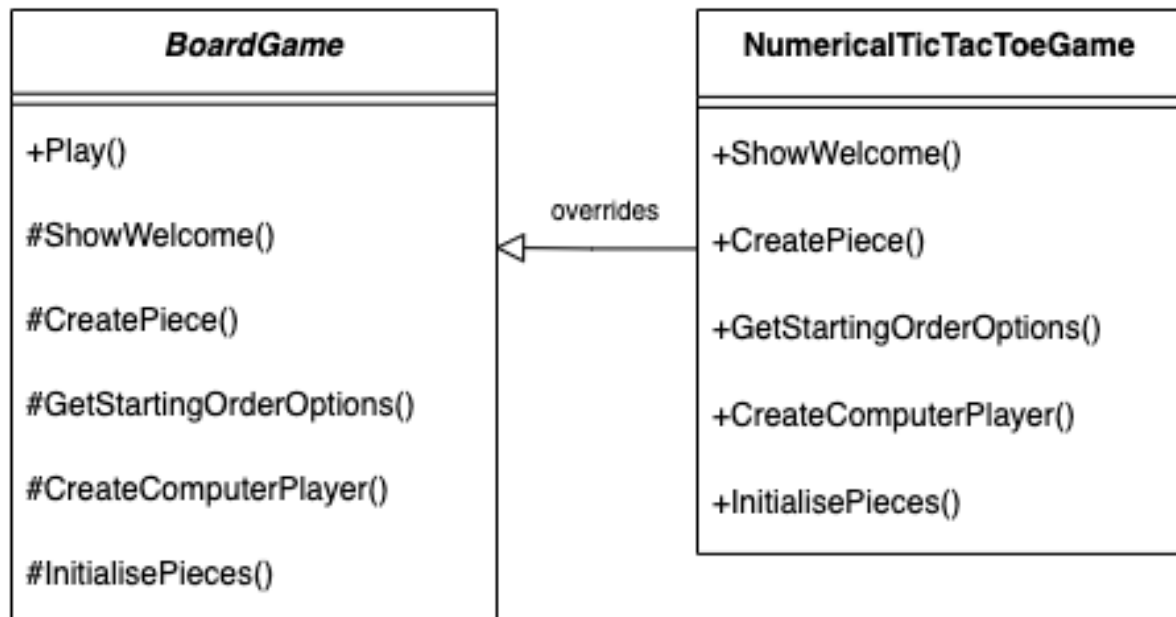 BoardGame
+Play()
#ShowWelcome()
#CreatePiece()
#GetStartingOrderOptions()
#CreateComputerPlayer()
#InitialisePieces()
overrides
NumericalTicTacToeGame
+ShowWelcome()
+CreatePiece()
+GetStartingOrderOptions()
+CreateComputerPlayer()
+InitialisePieces()